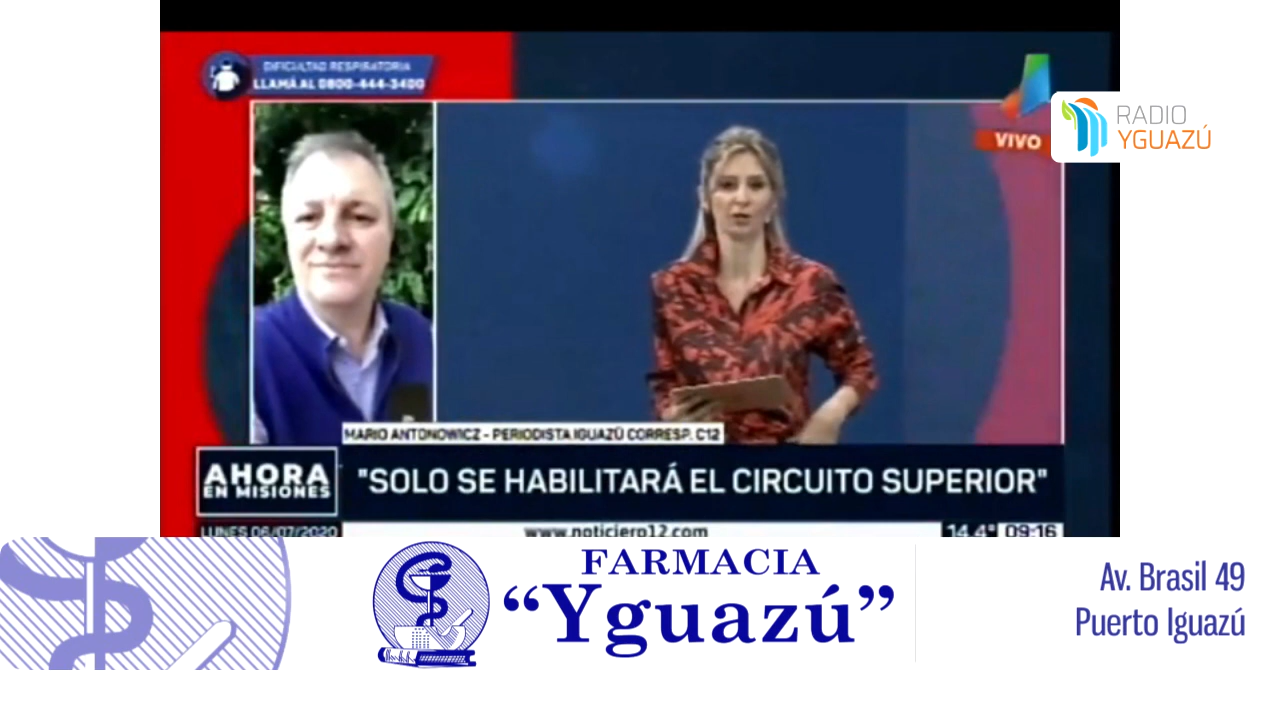 DIFICULTAD RESPIRATORIA
LLAMÁ AL 0800-444-3400
VIVO
RADIO
YGUAZÚ
MARIO ANTONOWICZ - PERIODISTA IGUAZÚ CORRESP. C12
AHORA
EN MISIONES
"SOLO SE HABILITARÁ EL CIRCUITO SUPERIOR"
LUNES 06/07/2020
www.noticiero12.com
14.4° 09:16
FARMACIA
“Yguazú”
Av. Brasil 49
Puerto Iguazú